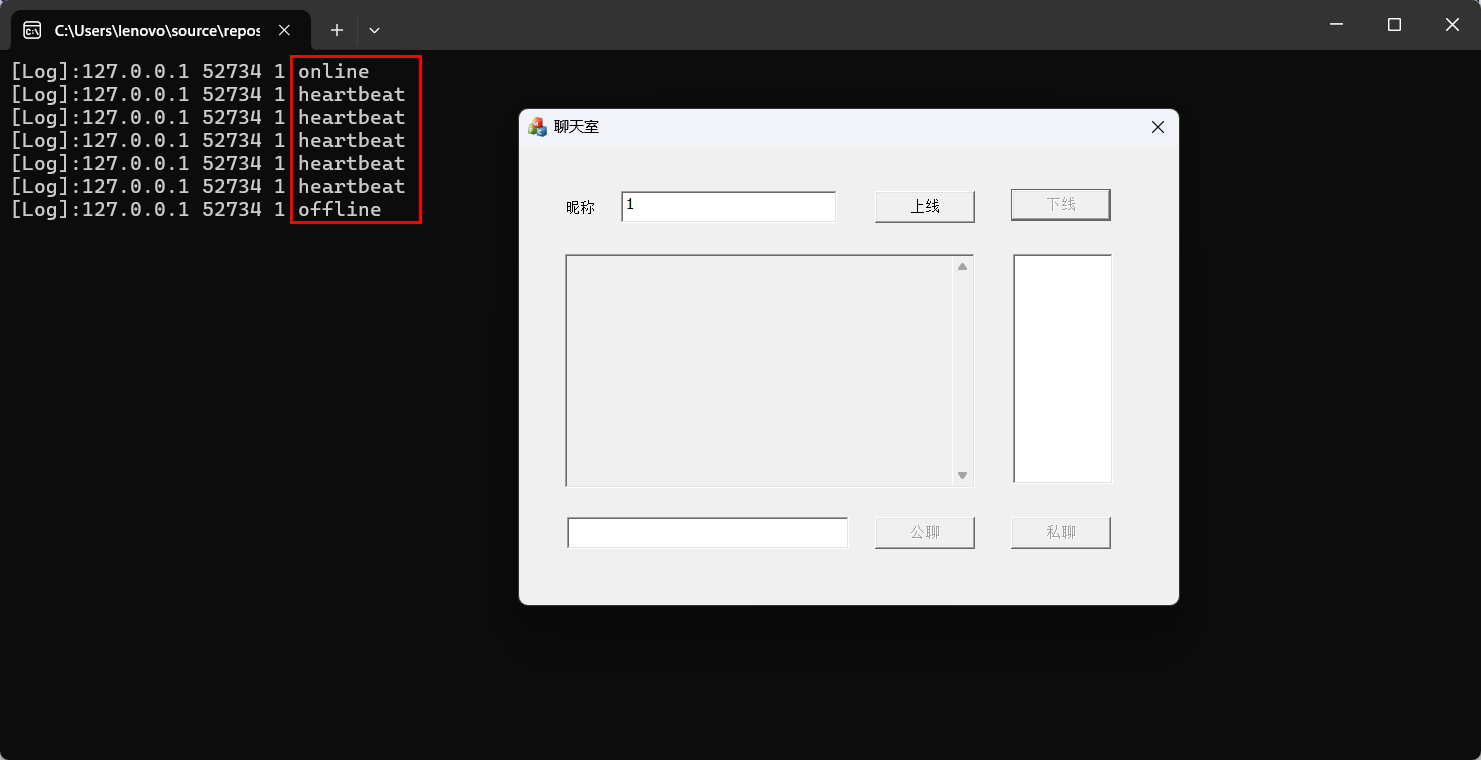 C:\Users\lenovo\source\repos
[Log]:127.0.0.1 52734 1 online
[Log]:127.0.0.1 52734 1 heartbeat
[Log]:127.0.0.1 52734 1 heartbeat
[Log]:127.0.0.1 52734 1 heartbeat
[Log]:127.0.0.1 52734 1 heartbeat
[Log]:127.0.0.1 52734 1 heartbeat
[Log]:127.0.0.1 52734 1 offline
聊天室
昵称 1 上线 下线
公聊 私聊